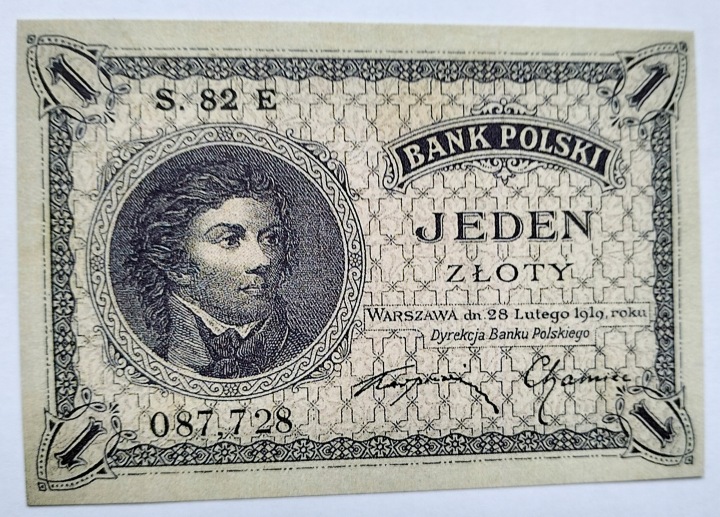 1 1
S. 82 E
BANK POLSKI
JEDEN
ZŁOTY
WARSZAWA dn. 28 Lutego 1919, roku
Dyrekcja Banku Polskiego
087,728
1 1